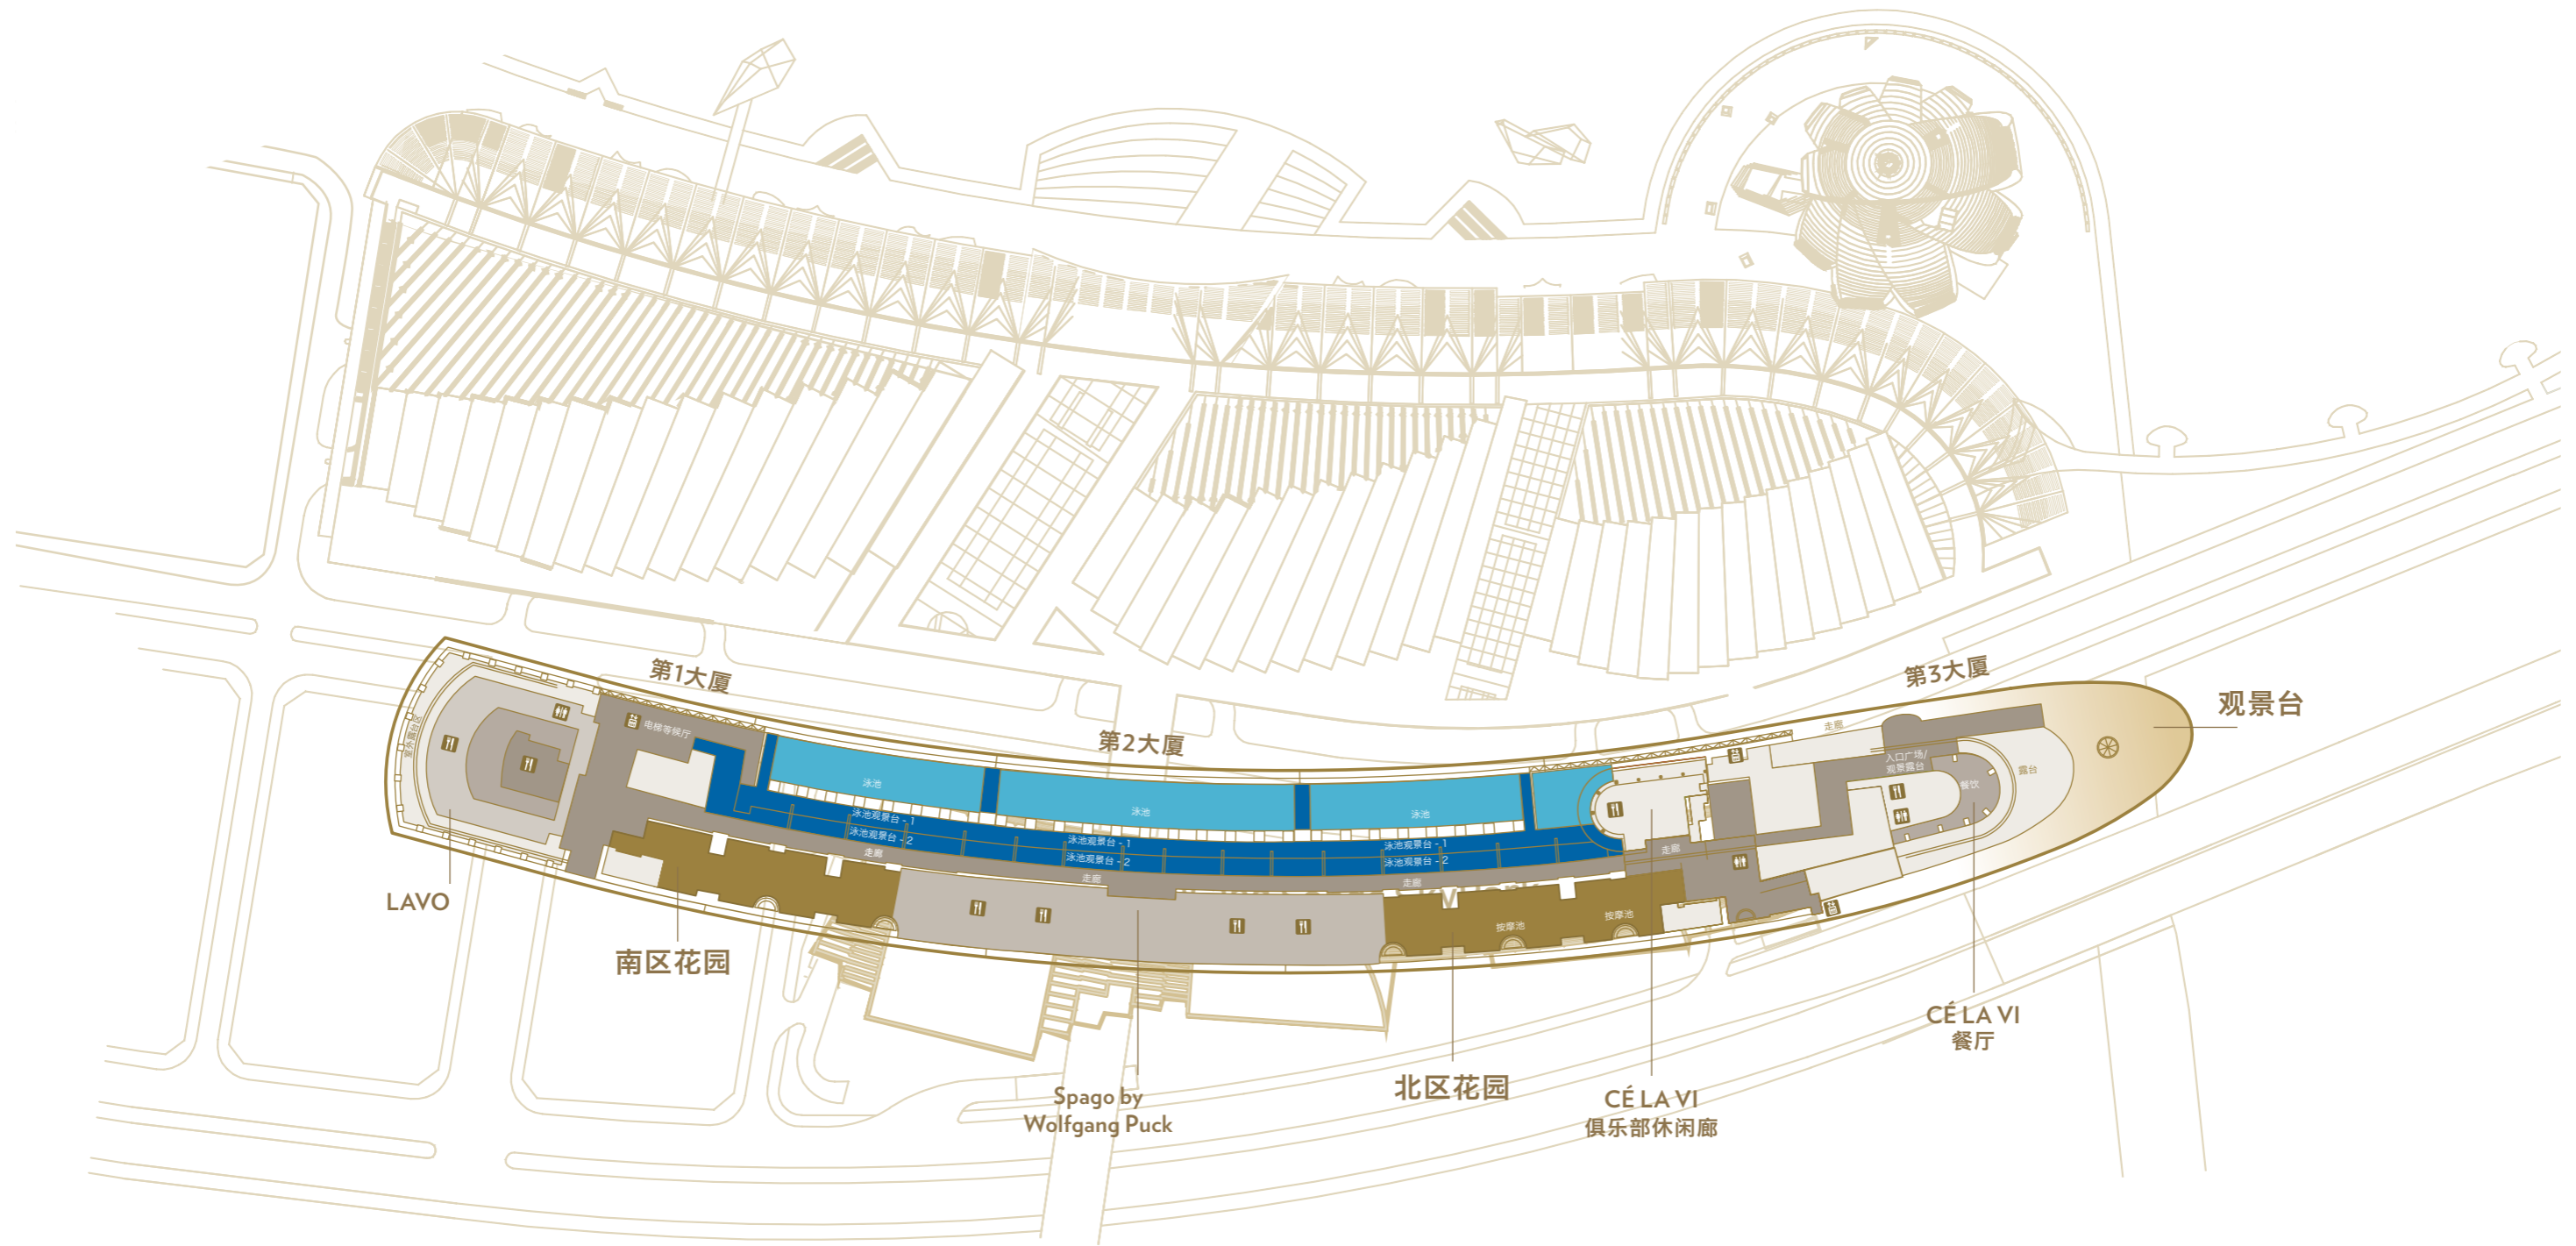 第1大厦
第2大厦
第3大厦
观景台
室外露台区
电梯等候厅
泳池
泳池
泳池
泳池观景台 - 1
泳池观景台 - 2
泳池观景台 - 1
泳池观景台 - 2
泳池观景台 - 1
泳池观景台 - 2
走廊
走廊
走廊
走廊
走廊
入口广场/
观景露台
露台
餐饮
按摩池
按摩池
LAVO
南区花园
Spago by
Wolfgang Puck
北区花园
CÉ LA VI
俱乐部休闲廊
CÉ LA VI
餐厅